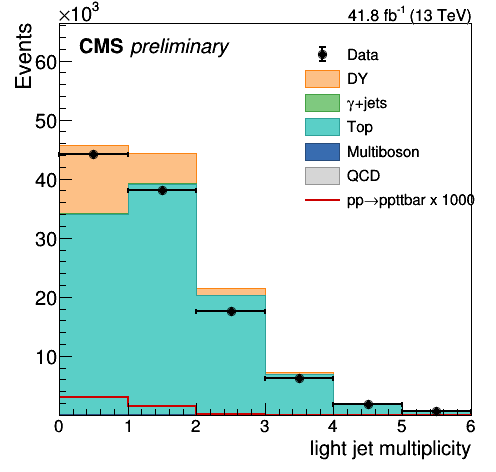 ×10³
41.8 fb⁻¹ (13 TeV)
Events
CMS preliminary
Data
DY
γ+jets
Top
Multiboson
QCD
pp→ppttbar x 1000
60
50
40
30
20
10
0 1 2 3 4 5 6
light jet multiplicity